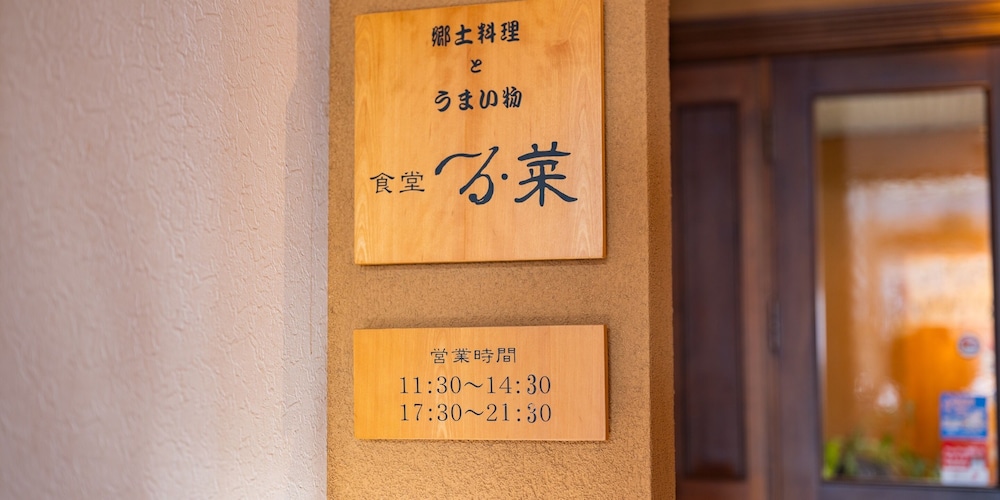 郷土料理
と
うまい物
食堂 ・菜
営業時間
11:30～14:30
17:30～21:30